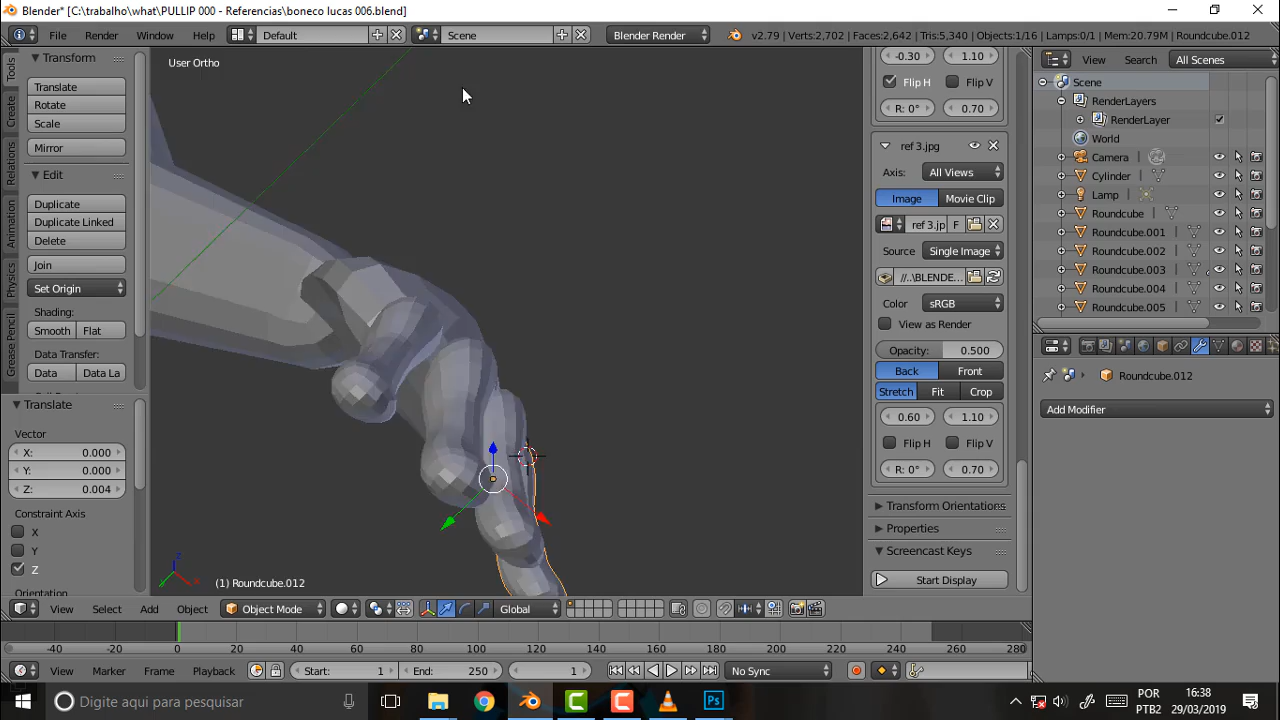 Blender* [C:\trabalho\what\PULLIP 000 - Referencias\boneco lucas 006.blend]
File Render Window Help Default Scene Blender Render v2.79 | Verts:2,702 | Faces:2,642 | Tris:5,340 | Objects:1/19 | Lamps:0/1 | Mem:20.79M | Roundcube.012
Tools
Create
Relations
Animation
Physics
Grease Pencil
Transform
Translate
Rotate
Scale
Mirror
Edit
Duplicate
Duplicate Linked
Delete
Join
Set Origin
Shading:
Smooth Flat
Data Transfer:
Data Data La
Translate
Vector
X: 0.000
Y: 0.000
Z: 0.004
Constraint Axis
X
Y
Z
Orientation
User Ortho
(1) Roundcube.012
-0.30 1.10
Flip H Flip V
R: 0° 0.70
ref 3.jpg
Axis: All Views
Image Movie Clip
ref 3.jp F
Source Single Image
//..\BLENDE...
Color sRGB
View as Render
Opacity: 0.500
Back Front
Stretch Fit Crop
0.60 1.10
Flip H Flip V
R: 0° 0.70
Transform Orientations
Properties
Screencast Keys
Start Display
View Search All Scenes
Scene
RenderLayers
RenderLayer
World
Camera
Cylinder
Lamp
Roundcube
Roundcube.001
Roundcube.002
Roundcube.003
Roundcube.004
Roundcube.005
Roundcube.012
Add Modifier
View Select Add Object Object Mode Global
-40 -20 0 20 40 60 80 100 120 140 160 180 200 220 240 260 280
View Marker Frame Playback Start: 1 End: 250 1 No Sync
Digite aqui para pesquisar
POR
PTB2
16:38
29/03/2019